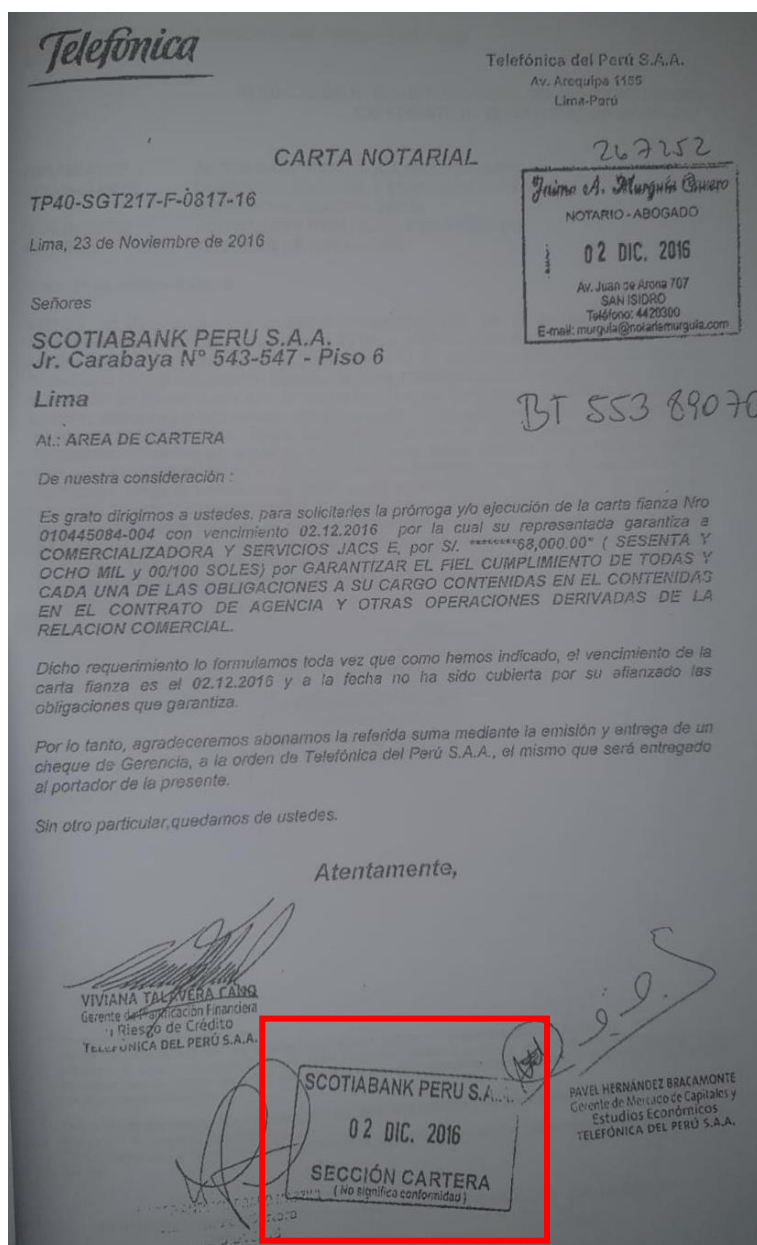 Telefónica
Telefónica del Perú S.A.A.
Av. Arequipa 1155
Lima-Perú
CARTA NOTARIAL
267252
TP40-SGT217-F-0817-16
Lima, 23 de Noviembre de 2016
NOTARIO - ABOGADO
02 DIC. 2016
Av. Juan de Arona 707
SAN ISIDRO
Teléfono: 4420300
E-mail: murguia@notariamurguia.com
Señores
SCOTIABANK PERU S.A.A.
Jr. Carabaya N° 543-547 - Piso 6
Lima
BT 553 89070
At.: AREA DE CARTERA
De nuestra consideración :
Es grato dirigirnos a ustedes, para solicitarles la prórroga y/o ejecución de la carta fianza Nro
010445084-004 con vencimiento 02.12.2016 por la cual su representada garantiza a
COMERCIALIZADORA Y SERVICIOS JACS E, por S/. ********68,000.00* ( SESENTA Y
OCHO MIL y 00/100 SOLES) por GARANTIZAR EL FIEL CUMPLIMIENTO DE TODAS Y
CADA UNA DE LAS OBLIGACIONES A SU CARGO CONTENIDAS EN EL CONTENIDAS
EN EL CONTRATO DE AGENCIA Y OTRAS OPERACIONES DERIVADAS DE LA
RELACION COMERCIAL.
Dicho requerimiento lo formulamos toda vez que como hemos indicado, el vencimiento de la
carta fianza es el 02.12.2016 y a la fecha no ha sido cubierta por su afianzado las
obligaciones que garantiza.
Por lo tanto, agradeceremos abonarnos la referida suma mediante la emisión y entrega de un
cheque de Gerencia, a la orden de Telefónica del Perú S.A.A., el mismo que será entregado
al portador de la presente.
Sin otro particular,quedamos de ustedes.
Atentamente,
VIVIANA TALAVERA CANO
Gerente de Planificación Financiera
y Riesgo de Crédito
TELEFÓNICA DEL PERÚ S.A.A.
SCOTIABANK PERU S.A.
02 DIC. 2016
SECCIÓN CARTERA
( No significa conformidad )
PAVEL HERNÁNDEZ BRACAMONTE
Gerente de Mercado de Capitales y
Estudios Económicos
TELEFÓNICA DEL PERÚ S.A.A.